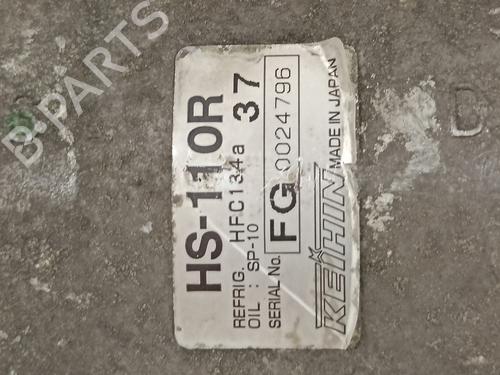 HS-110R
REFRIG. HFC134a 37
OIL : SP-10
SERIAL No. FG 0024796
KEIHIN MADE IN JAPAN
D
B-PARTS